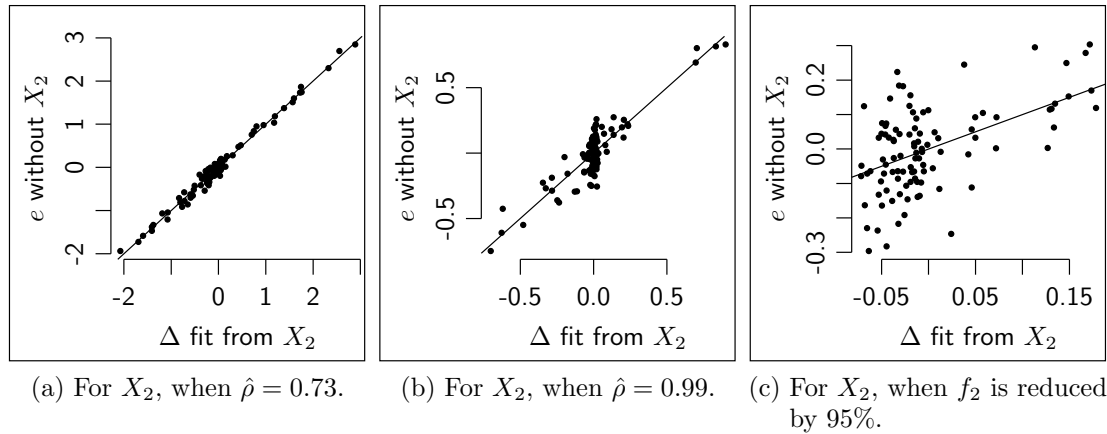 3
2
1
0
-2
-2
0
1
2
e without X₂
Δ fit from X₂
(a) For X₂, when ρ̂ = 0.73.
0.5
-0.5
-0.5
0.0
0.5
e without X₂
Δ fit from X₂
(b) For X₂, when ρ̂ = 0.99.
0.2
0.0
-0.3
-0.05
0.05
0.15
e without X₂
Δ fit from X₂
(c) For X₂, when f₂ is reduced
by 95%.